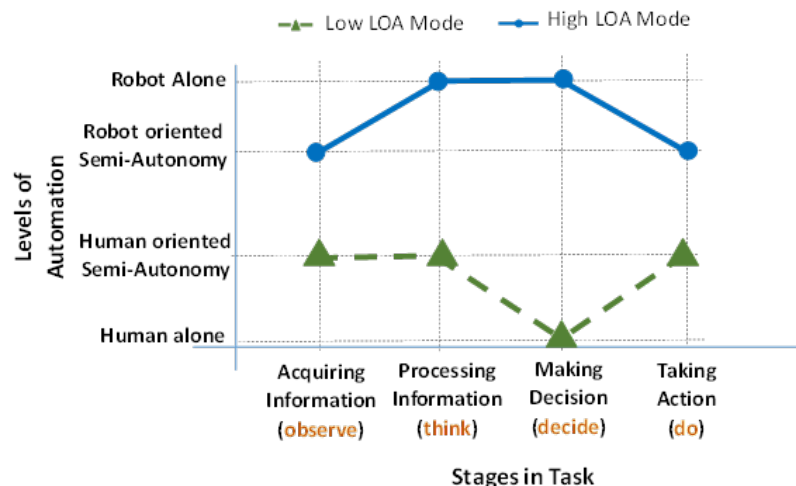 Low LOA Mode
High LOA Mode
Robot Alone
Robot oriented
Semi-Autonomy
Human oriented
Semi-Autonomy
Human alone
Levels of
Automation
Acquiring
Information
(observe)
Processing
Information
(think)
Making
Decision
(decide)
Taking
Action
(do)
Stages in Task